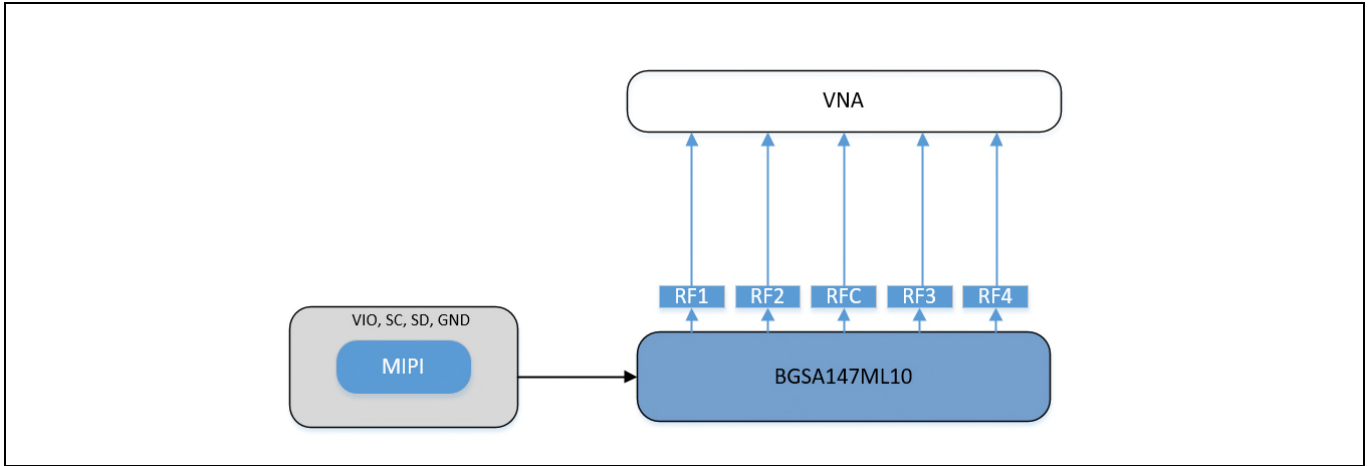 VNA
RF1 RF2 RFC RF3 RF4
VIO, SC, SD, GND
MIPI
BGSA147ML10